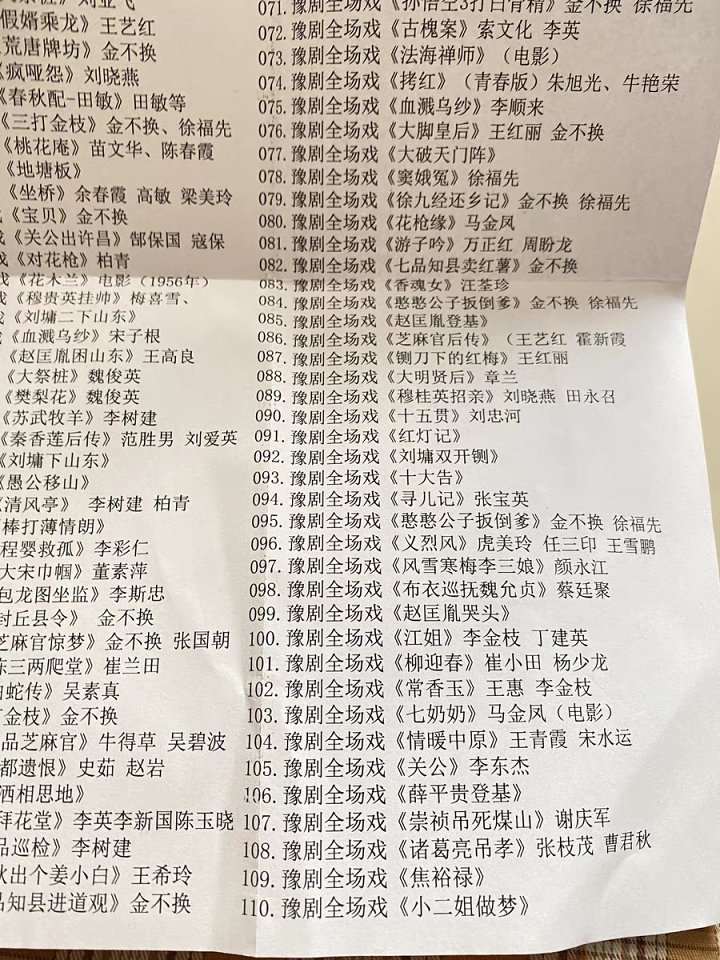 假婿乘龙》王艺红
荒唐牌坊》金不换
《疯哑怨》刘晓燕
《春秋配-田敏》田敏等
《三打金枝》金不换、徐福先
《桃花庵》苗文华、陈春霞
《地塘板》
《坐桥》余春霞 高敏 梁美玲
《宝贝》金不换
《关公出许昌》郜保国 寇保
《对花枪》柏青
《花木兰》电影（1956年）
《穆贵英挂帅》梅喜雪、
《刘墉二下山东》
《血溅乌纱》宋子根
《赵匡胤困山东》王高良
《大祭桩》魏俊英
《樊梨花》魏俊英
《苏武牧羊》李树建
《秦香莲后传》范胜男 刘爱英
《刘墉下山东》
《愚公移山》
《清风亭》 李树建 柏青
棒打薄情朗》
程婴救孤》李彩仁
大宋巾帼》董素萍
包龙图坐监》李斯忠
封丘县令》 金不换
芝麻官惊梦》金不换 张国朝
陈三两爬堂》崔兰田
蛇传》吴素真
金枝》金不换
品芝麻官》牛得草 吴碧波
都遗恨》史茹 赵岩
洒相思地》
拜花堂》李英李新国陈玉晓
品巡检》李树建
出个姜小白》王希玲
品知县进道观》金不换
071.豫剧全场戏《孙悟空3打白骨精》金不换 徐福先
072.豫剧全场戏《古槐案》索文化 李英
073.豫剧全场戏《法海禅师》（电影）
074.豫剧全场戏《拷红》（青春版）朱旭光、牛艳荣
075.豫剧全场戏《血溅乌纱》李顺来
076.豫剧全场戏《大脚皇后》王红丽 金不换
077.豫剧全场戏《大破天门阵》
078.豫剧全场戏《窦娥冤》徐福先
079.豫剧全场戏《徐九经还乡记》金不换 徐福先
080.豫剧全场戏《花枪缘》马金凤
081.豫剧全场戏《游子吟》万正红 周盼龙
082.豫剧全场戏《七品知县卖红薯》金不换
083.豫剧全场戏《香魂女》汪荃珍
084.豫剧全场戏《憨憨公子扳倒爹》金不换 徐福先
085.豫剧全场戏《赵匡胤登基》
086.豫剧全场戏《芝麻官后传》（王艺红 霍新霞
087.豫剧全场戏《铡刀下的红梅》王红丽
088.豫剧全场戏《大明贤后》章兰
089.豫剧全场戏《穆桂英招亲》刘晓燕 田永召
090.豫剧全场戏《十五贯》刘忠河
091.豫剧全场戏《红灯记》
092.豫剧全场戏《刘墉双开铡》
093.豫剧全场戏《十大告》
094.豫剧全场戏《寻儿记》张宝英
095.豫剧全场戏《憨憨公子扳倒爹》金不换 徐福先
096.豫剧全场戏《义烈风》虎美玲 任三印 王雪鹏
097.豫剧全场戏《风雪寒梅李三娘》颜永江
098.豫剧全场戏《布衣巡抚魏允贞》蔡廷聚
099.豫剧全场戏《赵匡胤哭头》
100.豫剧全场戏《江姐》李金枝 丁建英
101.豫剧全场戏《柳迎春》崔小田 杨少龙
102.豫剧全场戏《常香玉》王惠 李金枝
103.豫剧全场戏《七奶奶》马金凤（电影）
104.豫剧全场戏《情暖中原》王青霞 宋水运
105.豫剧全场戏《关公》李东杰
106.豫剧全场戏《薛平贵登基》
107.豫剧全场戏《崇祯吊死煤山》谢庆军
108.豫剧全场戏《诸葛亮吊孝》张枝茂 曹君秋
109.豫剧全场戏《焦裕禄》
110.豫剧全场戏《小二姐做梦》